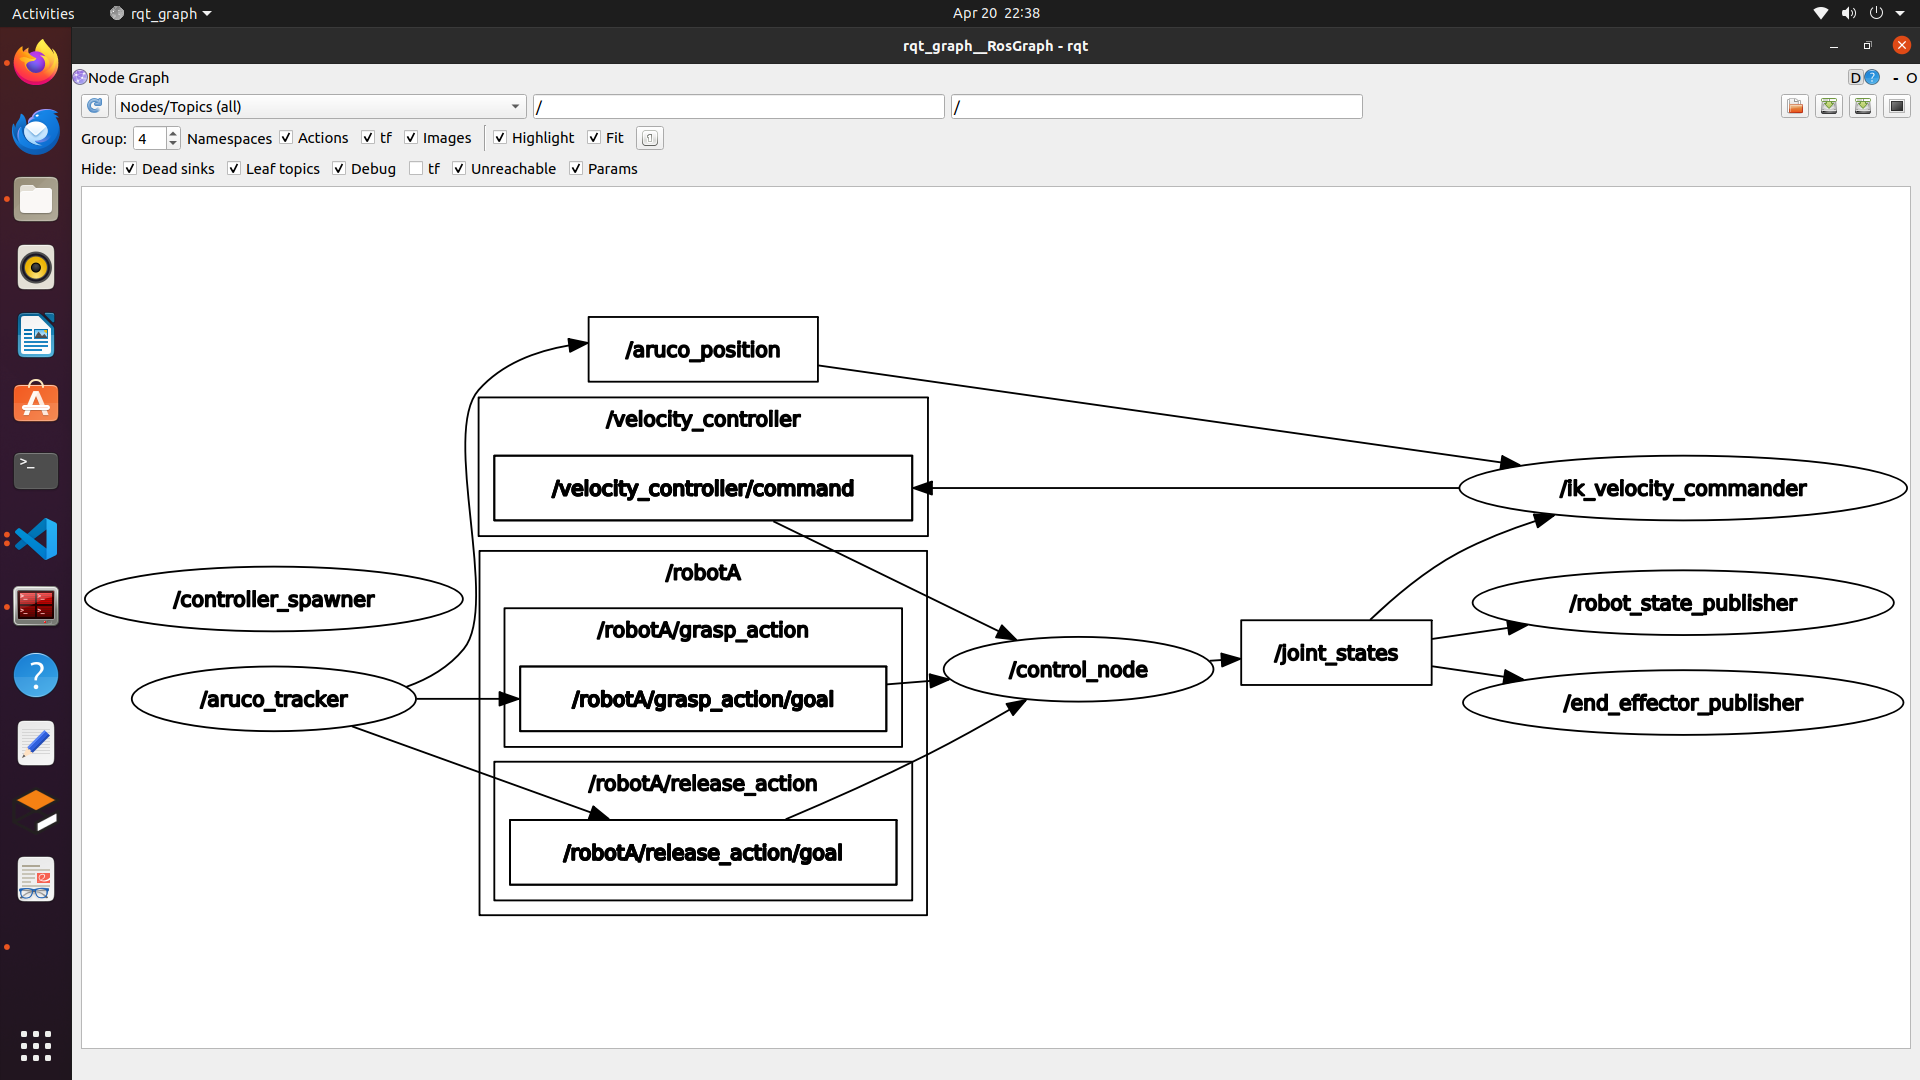 Activities rqt_graph Apr 20 22:38
rqt_graph__RosGraph - rqt
Node Graph D ? - O
Nodes/Topics (all) / /
Group: 4 Namespaces Actions tf Images Highlight Fit
Hide: Dead sinks Leaf topics Debug tf Unreachable Params
/aruco_position
/velocity_controller
/velocity_controller/command
/ik_velocity_commander
/robotA
/controller_spawner
/robot_state_publisher
/robotA/grasp_action
/joint_states
/control_node
/aruco_tracker
/robotA/grasp_action/goal
/end_effector_publisher
/robotA/release_action
/robotA/release_action/goal